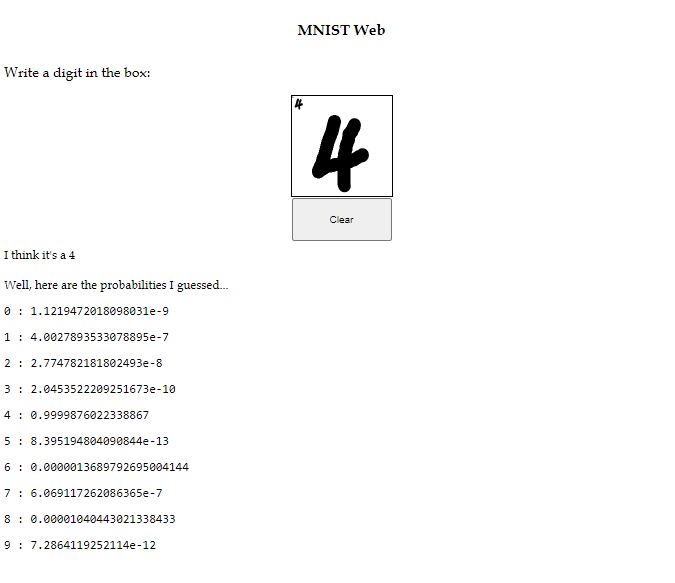 MNIST Web
Write a digit in the box:
4
4
Clear
I think it's a 4
Well, here are the probabilities I guessed...
0 : 1.1219472018098031e-9
1 : 4.0027893533078895e-7
2 : 2.774782181802493e-8
3 : 2.0453522209251673e-10
4 : 0.9999876022338867
5 : 8.395194804090844e-13
6 : 0.0000013689792695004144
7 : 6.069117262086365e-7
8 : 0.00001040443021338433
9 : 7.2864119252114e-12